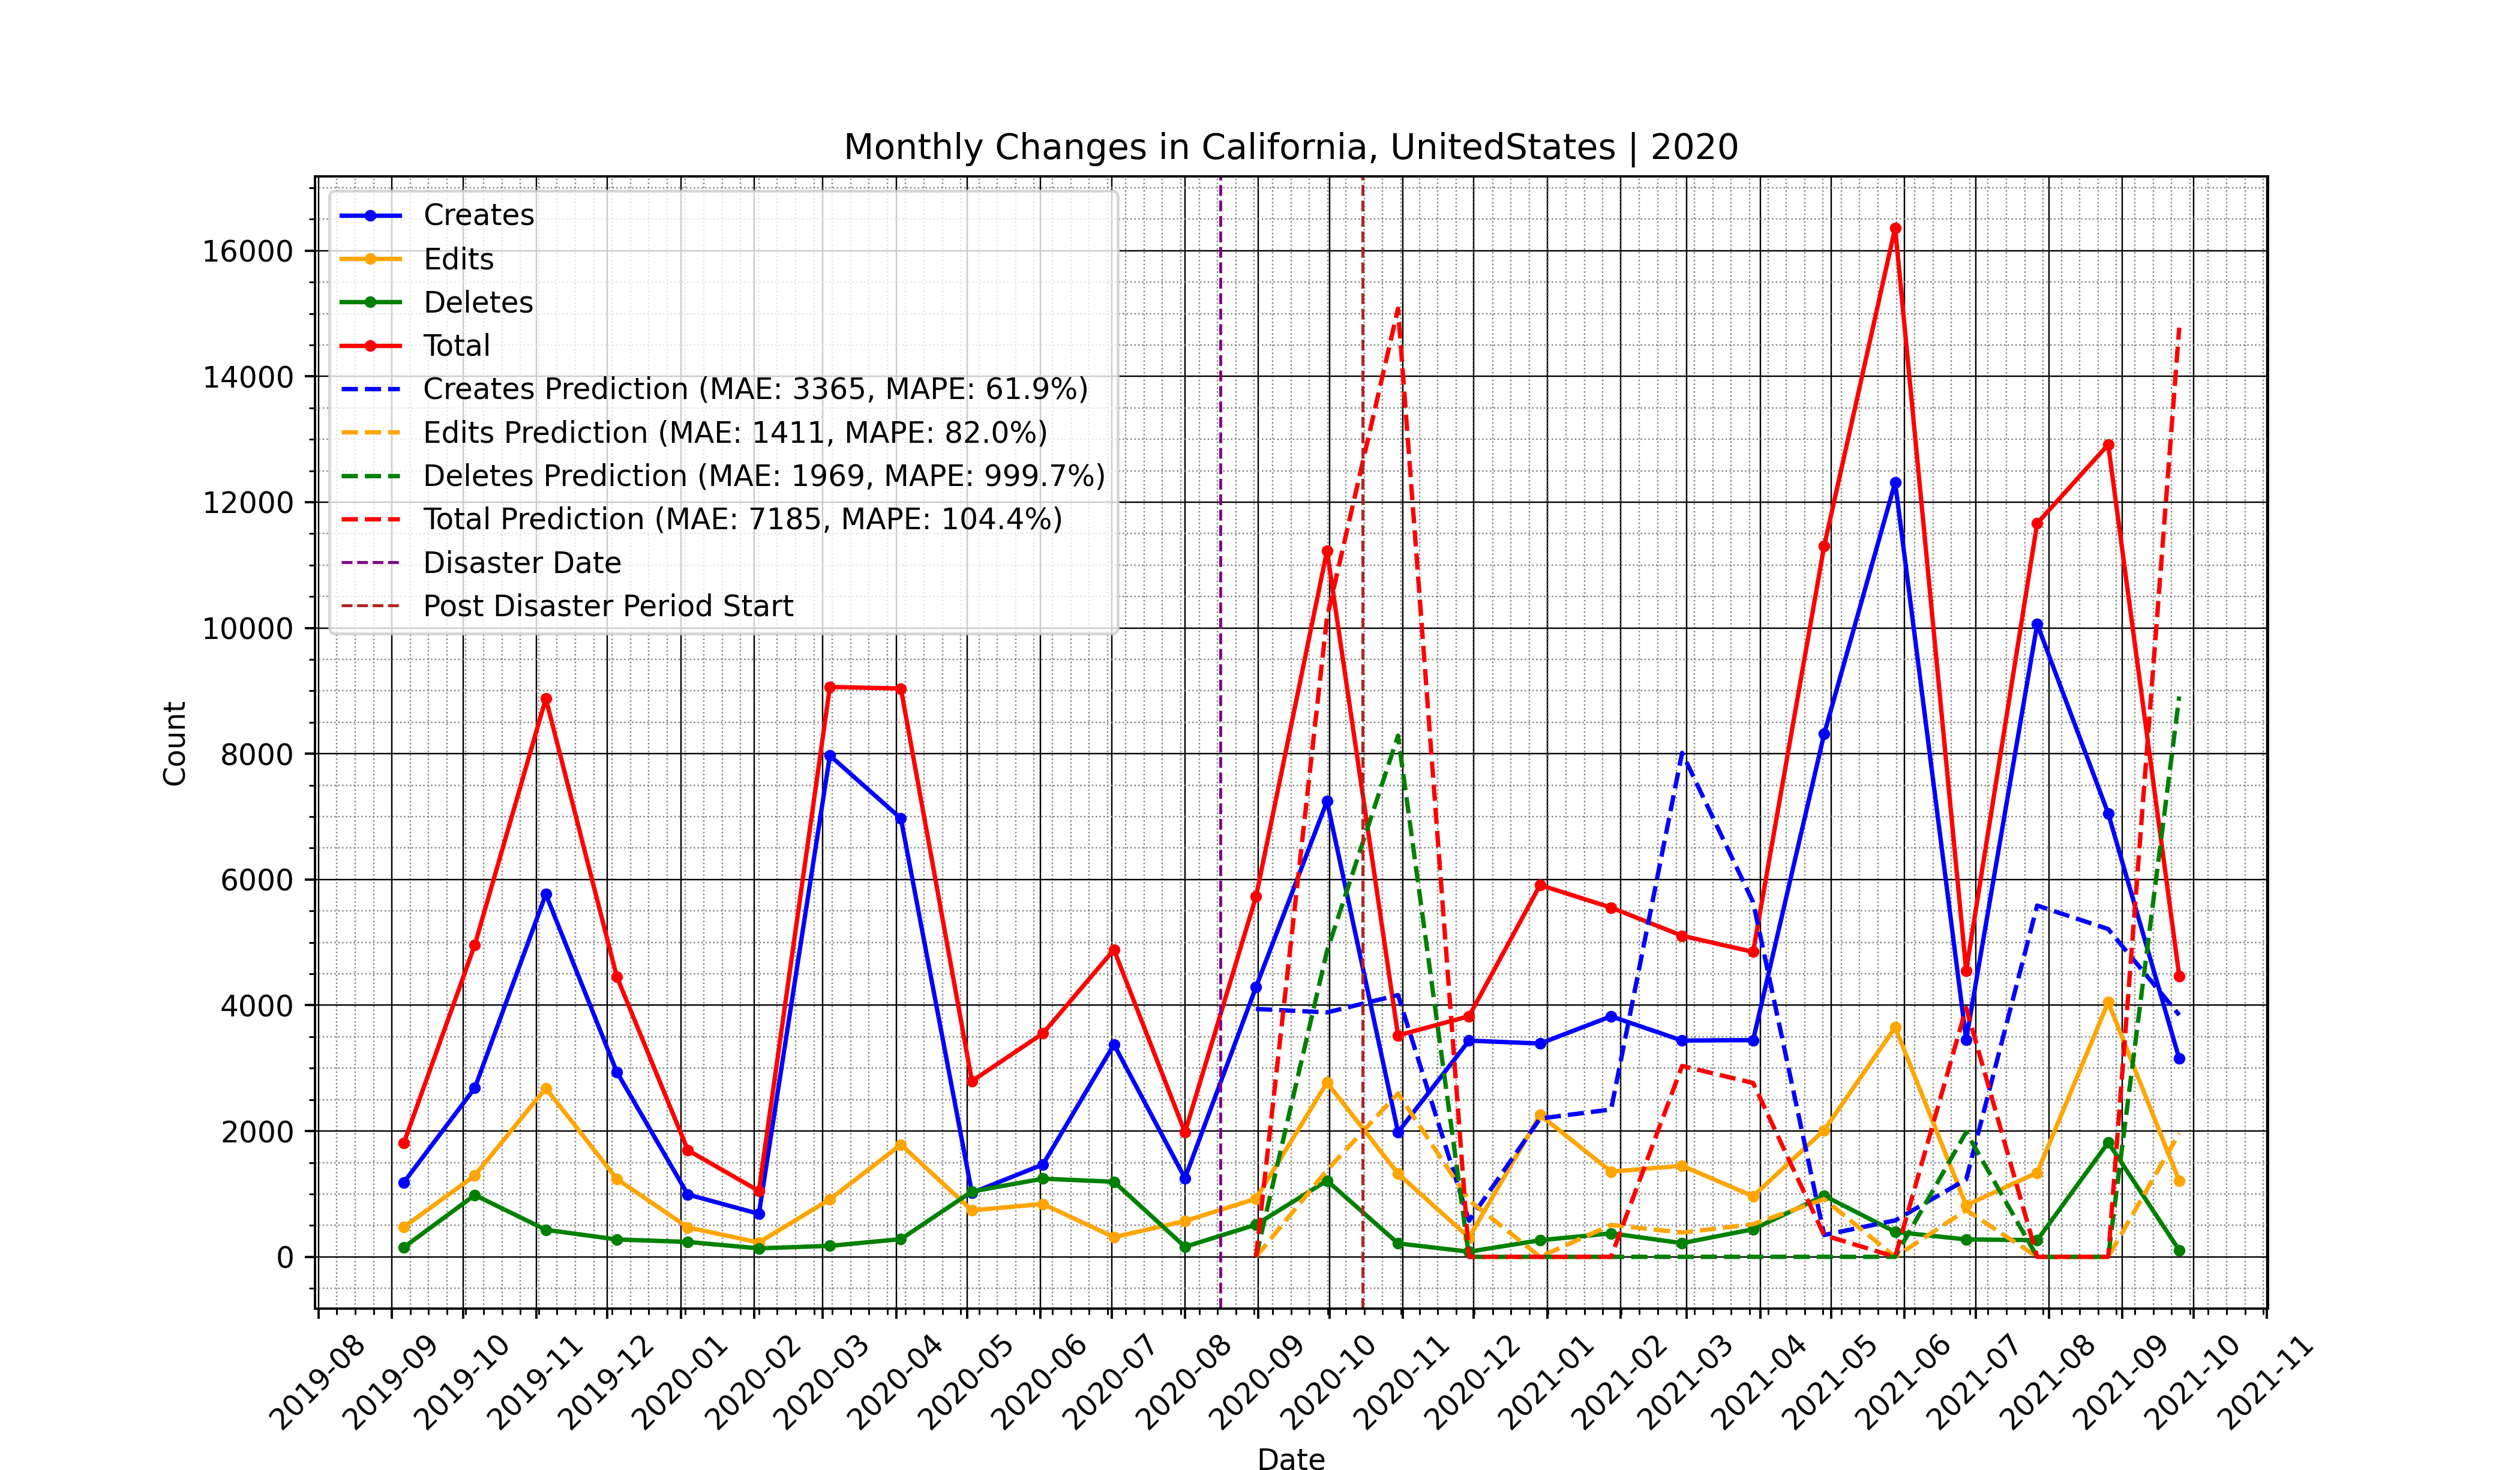 Monthly Changes in California, UnitedStates | 2020
Creates
Edits
Deletes
Total
Creates Prediction (MAE: 3365, MAPE: 61.9%)
Edits Prediction (MAE: 1411, MAPE: 82.0%)
Deletes Prediction (MAE: 1969, MAPE: 999.7%)
Total Prediction (MAE: 7185, MAPE: 104.4%)
Disaster Date
Post Disaster Period Start
Count
16000
14000
12000
10000
8000
6000
4000
2000
0
2019-08
2019-09
2019-10
2019-11
2019-12
2020-01
2020-02
2020-03
2020-04
2020-05
2020-06
2020-07
2020-08
2020-09
2020-10
2020-11
2020-12
2021-01
2021-02
2021-03
2021-04
2021-05
2021-06
2021-07
2021-08
2021-09
2021-10
2021-11
Date